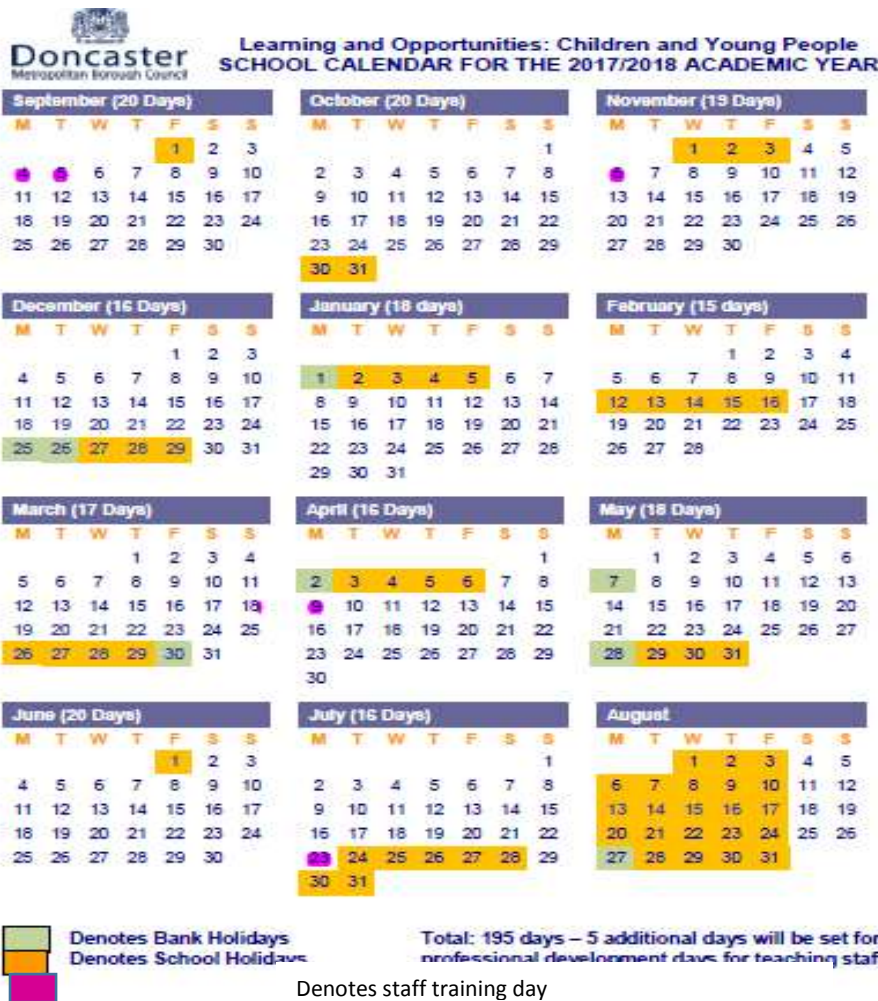 Doncaster
Metropolitan Borough Council
Learning and Opportunities: Children and Young People
SCHOOL CALENDAR FOR THE 2017/2018 ACADEMIC YEAR
September (20 Days)
M T W T F S S
1 2 3
4 5 6 7 8 9 10
11 12 13 14 15 16 17
18 19 20 21 22 23 24
25 26 27 28 29 30
October (20 Days)
M T W T F S S
1
2 3 4 5 6 7 8
9 10 11 12 13 14 15
16 17 18 19 20 21 22
23 24 25 26 27 28 29
30 31
November (19 Days)
M T W T F S S
1 2 3 4 5
6 7 8 9 10 11 12
13 14 15 16 17 18 19
20 21 22 23 24 25 26
27 28 29 30
December (16 Days)
M T W T F S S
1 2 3
4 5 6 7 8 9 10
11 12 13 14 15 16 17
18 19 20 21 22 23 24
25 26 27 28 29 30 31
January (18 days)
M T W T F S S
1 2 3 4 5 6 7
8 9 10 11 12 13 14
15 16 17 18 19 20 21
22 23 24 25 26 27 28
29 30 31
February (15 days)
M T W T F S S
1 2 3 4
5 6 7 8 9 10 11
12 13 14 15 16 17 18
19 20 21 22 23 24 25
26 27 28
March (17 Days)
M T W T F S S
1 2 3 4
5 6 7 8 9 10 11
12 13 14 15 16 17 18
19 20 21 22 23 24 25
26 27 28 29 30 31
April (16 Days)
M T W T F S S
1
2 3 4 5 6 7 8
9 10 11 12 13 14 15
16 17 18 19 20 21 22
23 24 25 26 27 28 29
30
May (18 Days)
M T W T F S S
1 2 3 4 5 6
7 8 9 10 11 12 13
14 15 16 17 18 19 20
21 22 23 24 25 26 27
28 29 30 31
June (20 Days)
M T W T F S S
1 2 3
4 5 6 7 8 9 10
11 12 13 14 15 16 17
18 19 20 21 22 23 24
25 26 27 28 29 30
July (16 Days)
M T W T F S S
1
2 3 4 5 6 7 8
9 10 11 12 13 14 15
16 17 18 19 20 21 22
23 24 25 26 27 28 29
30 31
August
M T W T F S S
1 2 3 4 5
6 7 8 9 10 11 12
13 14 15 16 17 18 19
20 21 22 23 24 25 26
27 28 29 30 31
Denotes Bank Holidays
Denotes School Holidays
Total: 195 days – 5 additional days will be set for
professional development days for teaching staf
Denotes staff training day